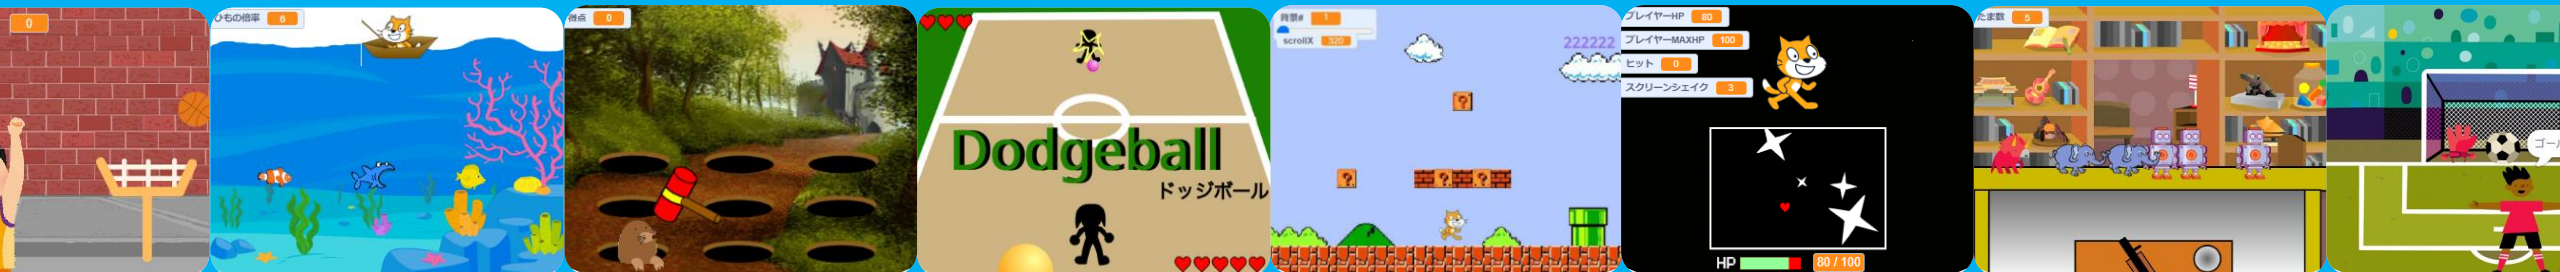 0
ひもの倍率 6
得点 0
Dodgeball
ドッジボール
背景# 1
scrollX 320
222222
プレイヤーHP 80
プレイヤーMAXHP 100
ヒット 0
スクリーンシェイク 3
HP 80 / 100
たま数 5
ゴール